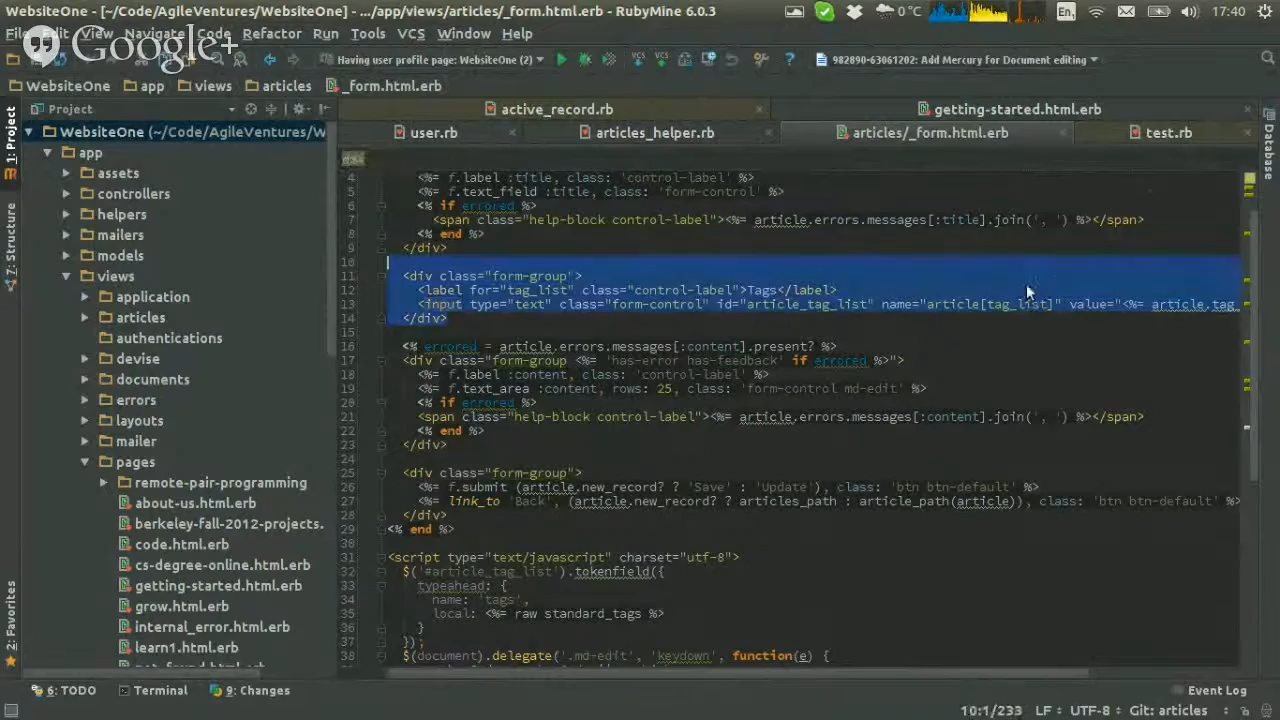 WebsiteOne [~/Code/AgileVentures/WebsiteOne] - .../app/views/articles/_form.html.erb - RubyMine 6.0.3
0°C En 17:40
File Edit View Navigate Code Refactor Run Tools VCS Window Help
Google+
Having user profile page: WebsiteOne (2)
VCS VCS
982890-63061202: Add Mercury for Document editing
WebsiteOne app views articles _form.html.erb
Project
active_record.rb
getting-started.html.erb
user.rb
articles_helper.rb
articles/_form.html.erb
test.rb
1: Project
7: Structure
2: Favorites
Database
WebsiteOne (~/Code/AgileVentures/W
app
assets
controllers
helpers
mailers
models
views
application
articles
authentications
devise
documents
errors
layouts
mailer
pages
remote-pair-programming
about-us.html.erb
berkeley-fall-2012-projects.
code.html.erb
cs-degree-online.html.erb
getting-started.html.erb
grow.html.erb
internal_error.html.erb
learn1.html.erb
4 <%= f.label :title, class: 'control-label' %>
5 <%= f.text_field :title, class: 'form-control' %>
6 <% if errored %>
7 <span class="help-block control-label"><%= article.errors.messages[:title].join(', ') %></span>
8 <% end %>
9 </div>
10
11 <div class="form-group">
12 <label for="tag_list" class="control-label">Tags</label>
13 <input type="text" class="form-control" id="article_tag_list" name="article[tag_list]" value="<%= article.tag_
14 </div>
16 <% errored = article.errors.messages[:content].present? %>
17 <div class="form-group <%= 'has-error has-feedback' if errored %>">
18 <%= f.label :content, class: 'control-label' %>
19 <%= f.text_area :content, rows: 25, class: 'form-control md-edit' %>
20 <% if errored %>
21 <span class="help-block control-label"><%= article.errors.messages[:content].join(', ') %></span>
22 <% end %>
23 </div>
24
25 <div class="form-group">
26 <%= f.submit (article.new_record? ? 'Save' : 'Update'), class: 'btn btn-default' %>
27 <%= link_to 'Back', (article.new_record? ? articles_path : article_path(article)), class: 'btn btn-default' %>
28 </div>
29 <% end %>
30
31 <script type="text/javascript" charset="utf-8">
32 $('#article_tag_list').tokenfield({
33 typeahead: {
34 name: 'tags',
35 local: <%= raw standard_tags %>
36 }
37 });
38 $(document).delegate('.md-edit', 'keydown', function(e) {
6: TODO Terminal 9: Changes
Event Log
10:1/233 LF UTF-8 Git: articles